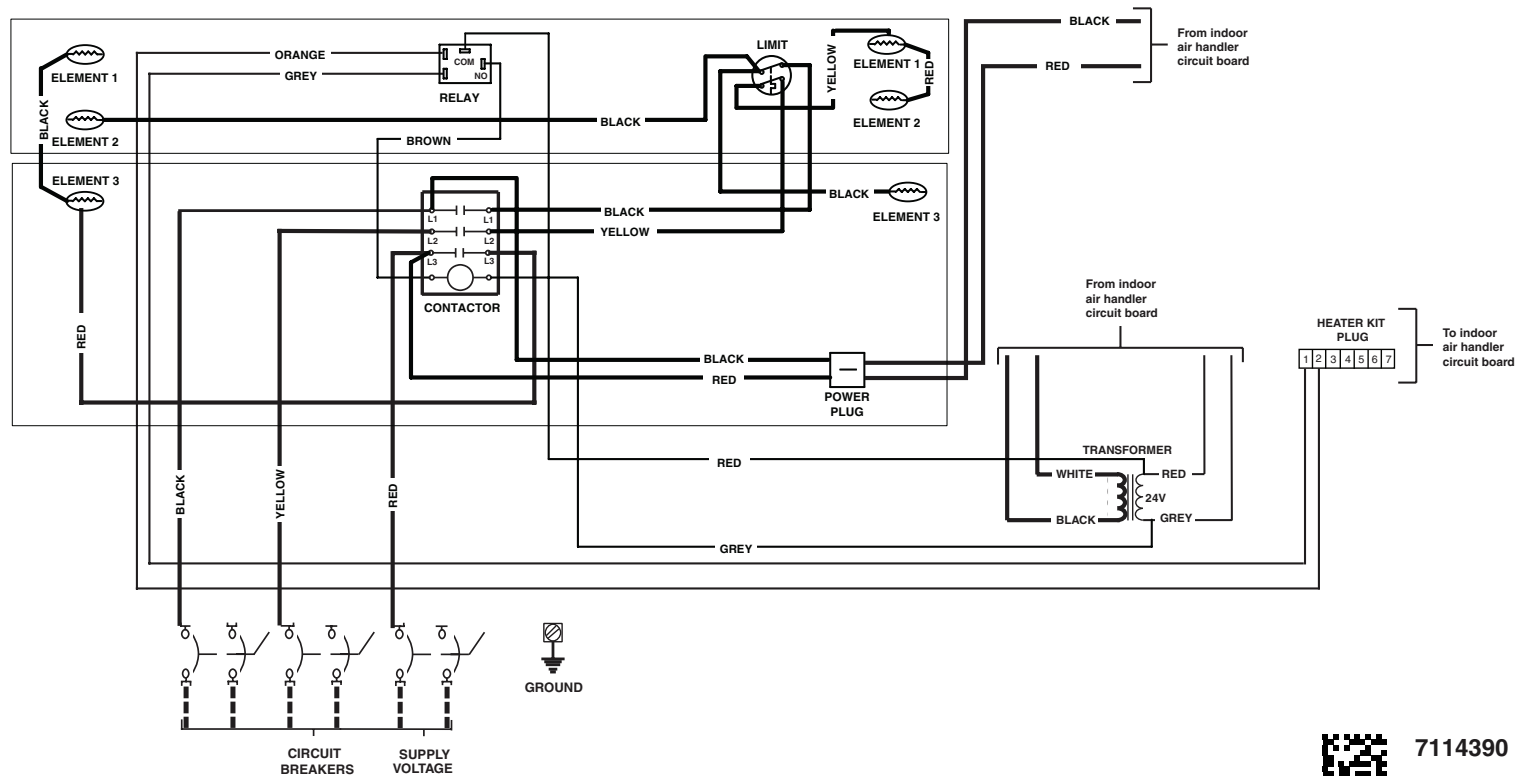 BLACK
From indoor
air handler
circuit board
RED
ELEMENT 1
ORANGE
GREY
COM
NO
RELAY
LIMIT
YELLOW
ELEMENT 1
RED
ELEMENT 2
BLACK
ELEMENT 2
BLACK
BROWN
ELEMENT 3
BLACK
ELEMENT 3
L1
L1
BLACK
L2
L2
YELLOW
L3
L3
CONTACTOR
RED
BLACK
RED
POWER
PLUG
From indoor
air handler
circuit board
HEATER KIT
PLUG
1 2 3 4 5 6 7
To indoor
air handler
circuit board
RED
TRANSFORMER
WHITE
RED
24V
BLACK
GREY
BLACK
YELLOW
RED
GREY
GROUND
CIRCUIT
BREAKERS
SUPPLY
VOLTAGE
7114390